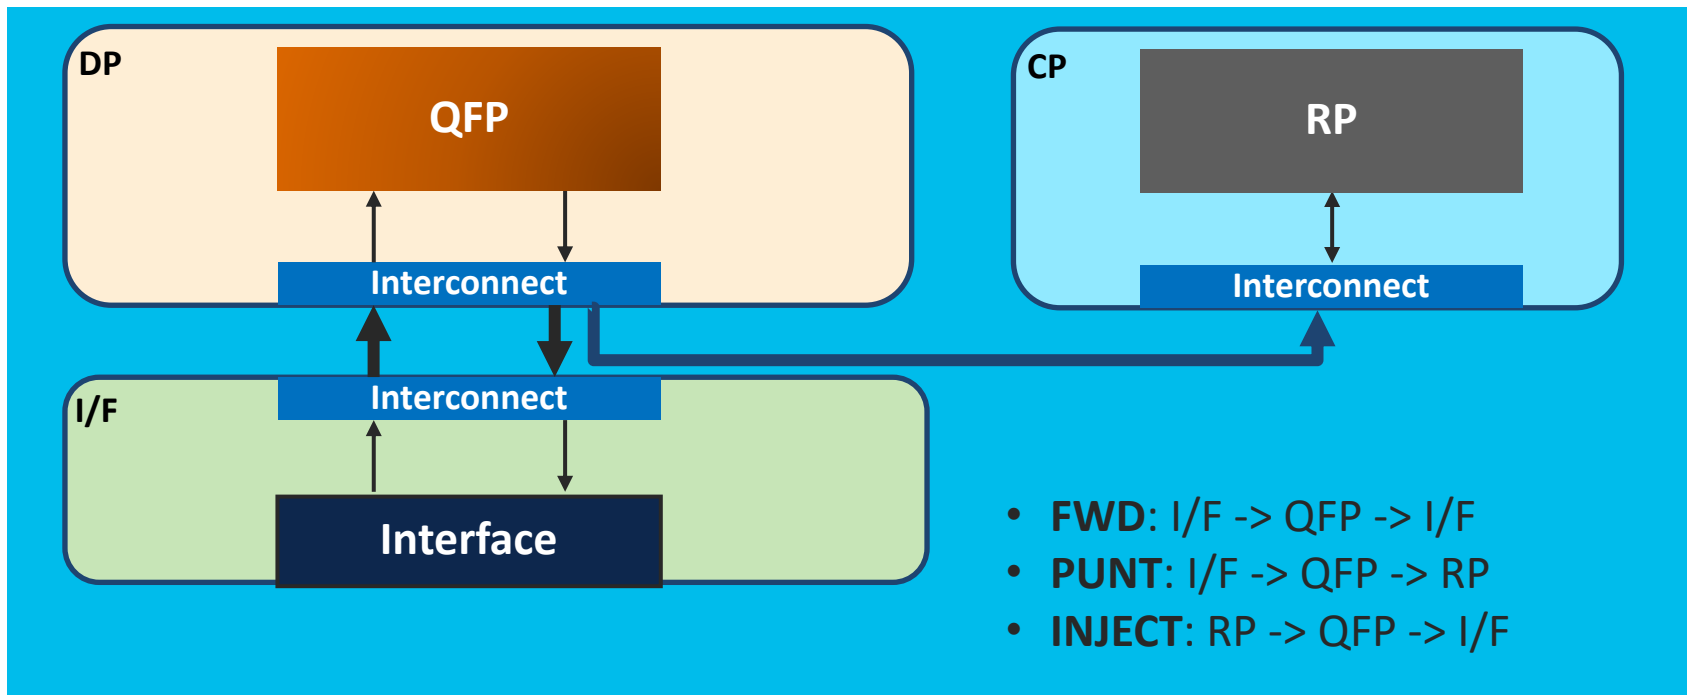 DP
QFP
Interconnect
CP
RP
Interconnect
I/F
Interconnect
Interface
• FWD: I/F -> QFP -> I/F
• PUNT: I/F -> QFP -> RP
• INJECT: RP -> QFP -> I/F